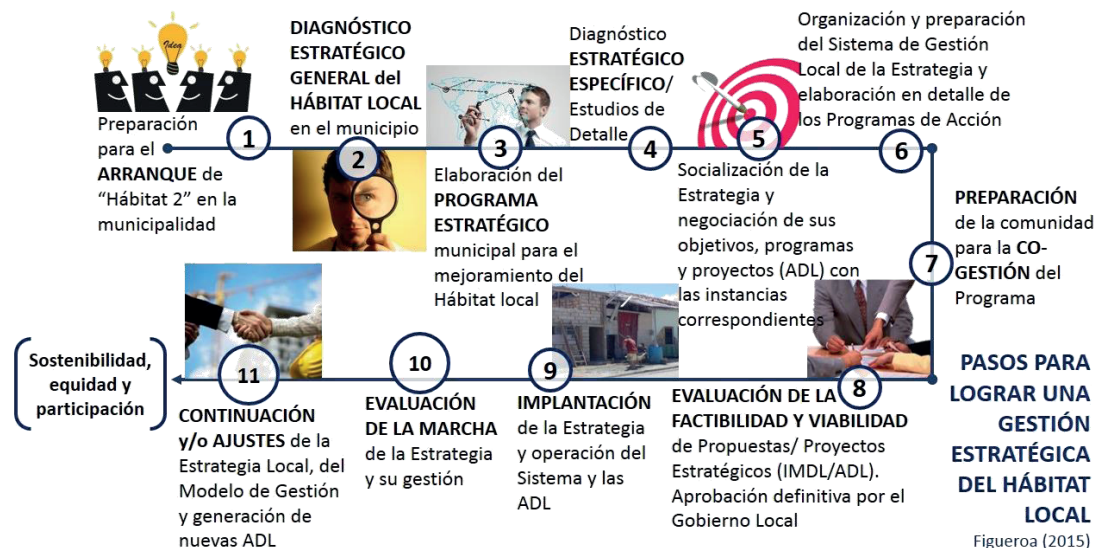 Idea
Preparación
para el
ARRANQUE de
“Hábitat 2” en la
municipalidad
1
DIAGNÓSTICO
ESTRATÉGICO
GENERAL del
HÁBITAT LOCAL
en el municipio
2
3
Elaboración del
PROGRAMA
ESTRATÉGICO
municipal para el
mejoramiento del
Hábitat local
Diagnóstico
ESTRATÉGICO
ESPECÍFICO/
Estudios de
Detalle
4
5
Socialización de la
Estrategia y
negociación de sus
objetivos, programas
y proyectos (ADL) con
las instancias
correspondientes
Organización y preparación
del Sistema de Gestión
Local de la Estrategia y
elaboración en detalle de
los Programas de Acción
6
7
PREPARACIÓN
de la comunidad
para la CO-
GESTIÓN del
Programa
8
EVALUACIÓN DE LA
FACTIBILIDAD Y VIABILIDAD
de Propuestas/ Proyectos
Estratégicos (IMDL/ADL).
Aprobación definitiva por el
Gobierno Local
9
IMPLANTACIÓN
de la Estrategia
y operación del
Sistema y las
ADL
10
EVALUACIÓN
DE LA MARCHA
de la Estrategia
y su gestión
11
CONTINUACIÓN
y/o AJUSTES de la
Estrategia Local, del
Modelo de Gestión
y generación de
nuevas ADL
Sostenibilidad,
equidad y
participación
PASOS PARA
LOGRAR UNA
GESTIÓN
ESTRATÉGICA
DEL HÁBITAT
LOCAL
Figueroa (2015)